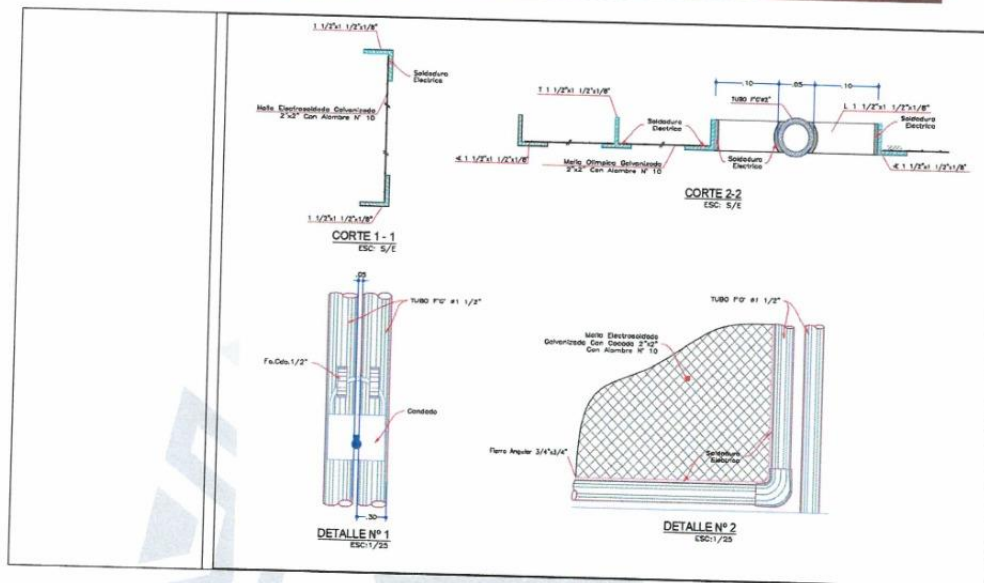 1 1/2"x1 1/2"x1/8"
Soldadura
Electrica
Malla Electrosoldada Galvanizada
2"x2" Con Alambre N° 10
1 1/2"x1 1/2"x1/8"
CORTE 1 - 1
ESC: S/E
T 1 1/2"x1 1/2"x1/8"
Soldadura
Electrica
∢ 1 1/2"x1 1/2"x1/8"
Malla Olimpica Galvanizada
2"x2" Con Alambre N° 10
.10
.05
.10
L 1 1/2"x1 1/2"x1/8"
Soldadura
Electrica
Soldadura
Electrica
∢ 1 1/2"x1 1/2"x1/8"
CORTE 2-2
ESC: S/E
.05
TUBO F°G° ø1 1/2"
Fo.Cdo.1/2"
Candado
.30
DETALLE Nº 1
ESC:1/25
TUBO F°G° ø1 1/2"
Malla Electrosoldada
Galvanizada Con Cocada 2"x2"
Con Alambre N° 10
Fierro Angular 3/4"x3/4"
Soldadura
Electrica
DETALLE Nº 2
ESC:1/25